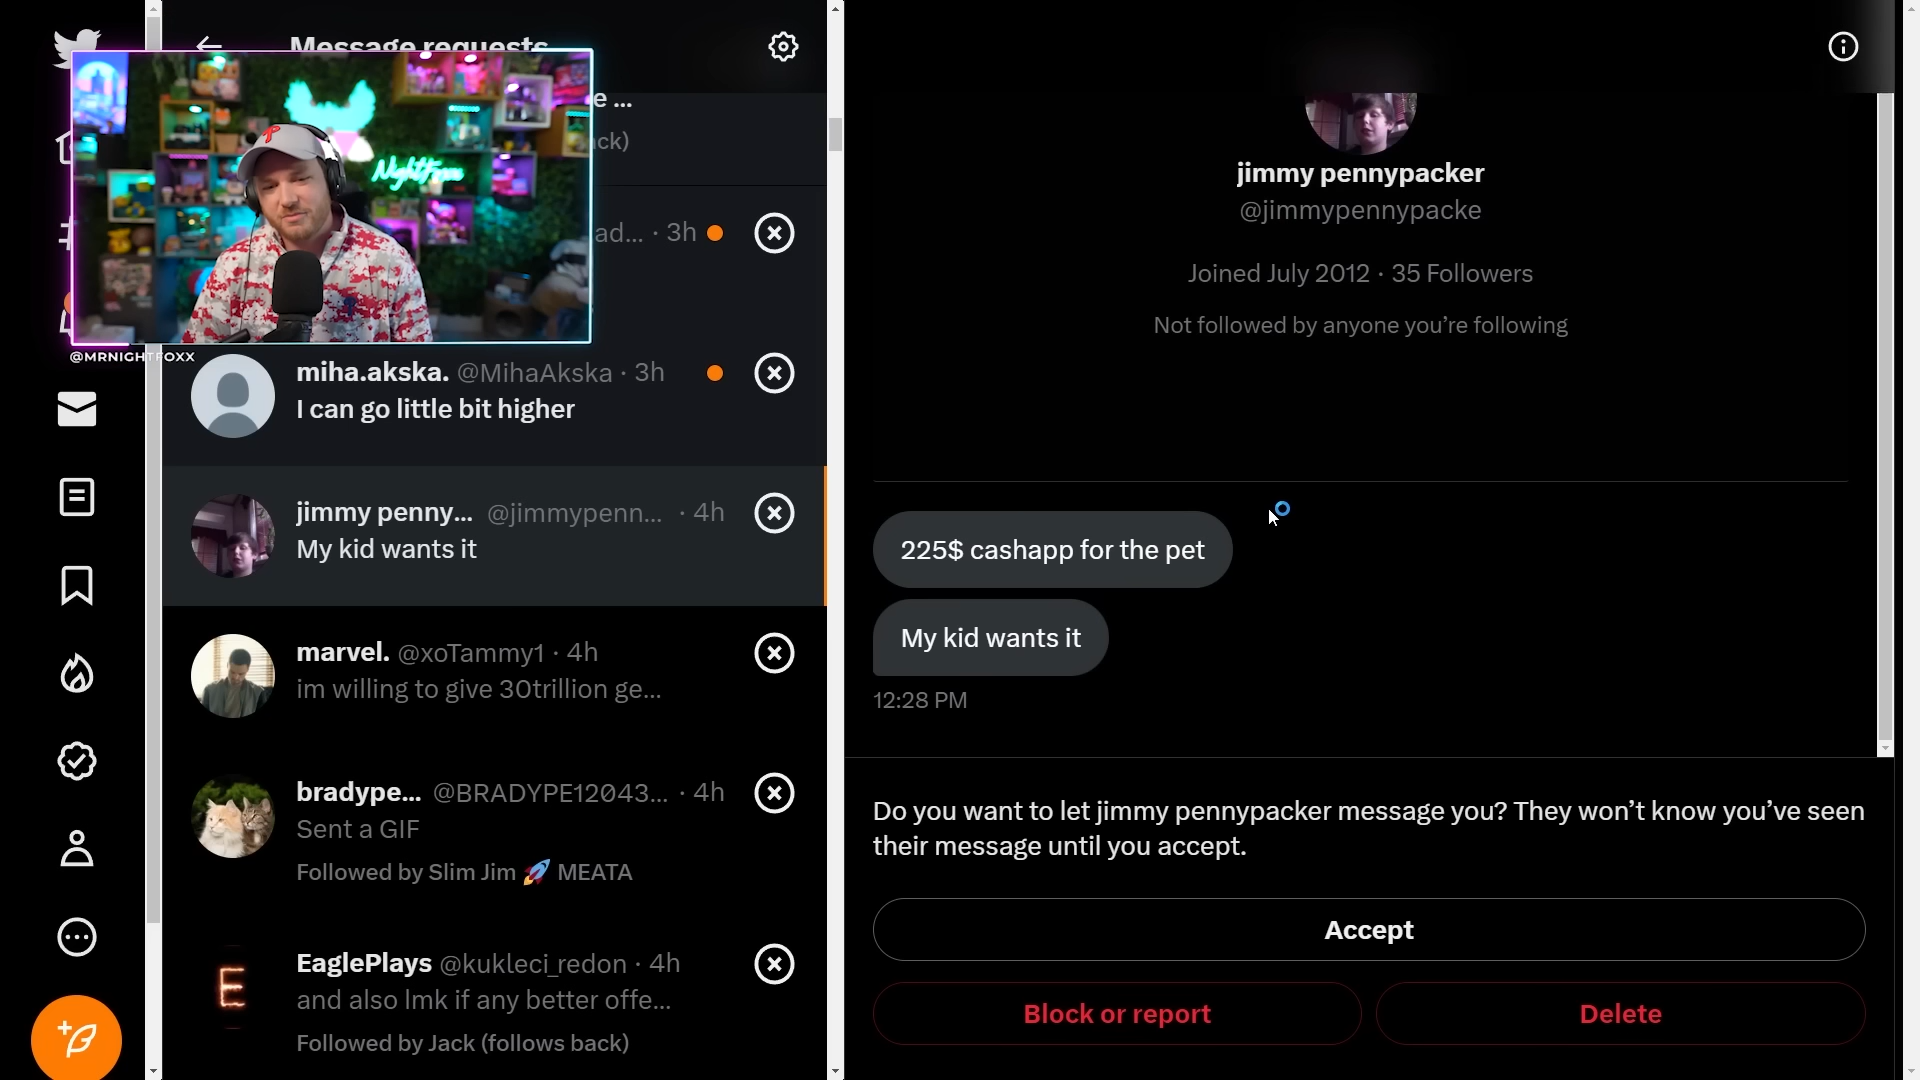 Message requests
e ...
ack)
ad... · 3h
NightFoxx
@MRNIGHTFOXX
miha.akska. @MihaAkska · 3h
I can go little bit higher
jimmy penny... @jimmypenn... · 4h
My kid wants it
marvel. @xoTammy1 · 4h
im willing to give 30trillion ge...
bradype... @BRADYPE12043... · 4h
Sent a GIF
Followed by Slim Jim 🚀 MEATA
E
EaglePlays @kukleci_redon · 4h
and also lmk if any better offe...
Followed by Jack (follows back)
jimmy pennypacker
@jimmypennypacke
Joined July 2012 · 35 Followers
Not followed by anyone you’re following
225$ cashapp for the pet
My kid wants it
12:28 PM
Do you want to let jimmy pennypacker message you? They won’t know you’ve seen
their message until you accept.
Accept
Block or report
Delete